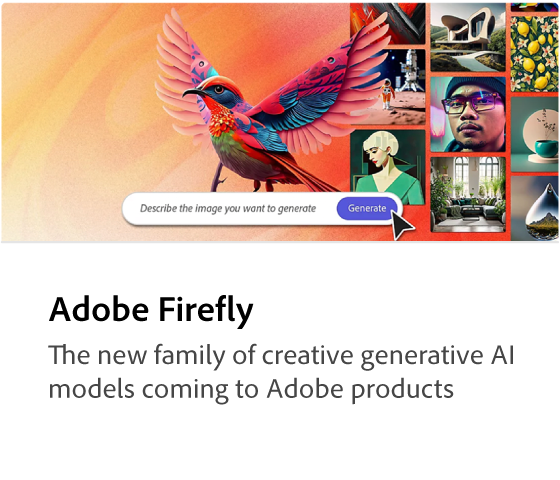 Describe the image you want to generate
Generate
Adobe Firefly
The new family of creative generative AI
models coming to Adobe products